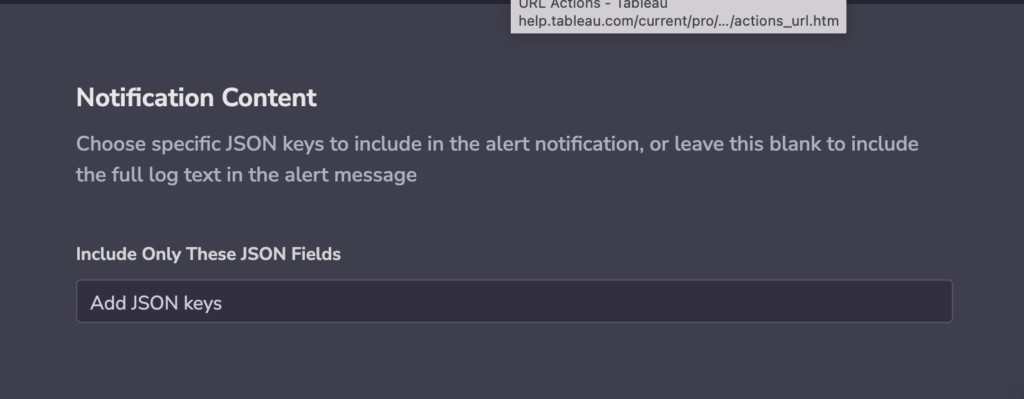 URL Actions - Tableau
help.tableau.com/current/pro/.../actions_url.htm
Notification Content
Choose specific JSON keys to include in the alert notification, or leave this blank to include
the full log text in the alert message
Include Only These JSON Fields
Add JSON keys